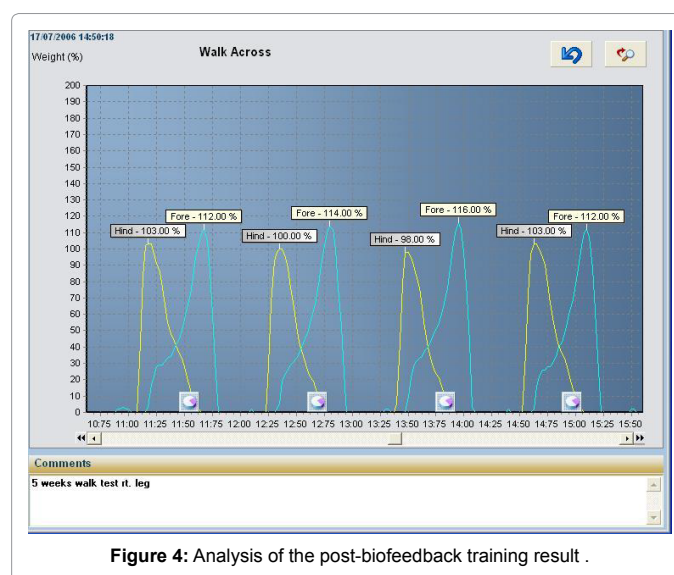 17/07/2006 14:50:18
Weight (%)
Walk Across
200
190
180
170
160
150
140
130
120
110
100
90
80
70
60
50
40
30
20
10
0
Hind - 103.00 %
Fore - 112.00 %
Hind - 100.00 %
Fore - 114.00 %
Hind - 98.00 %
Fore - 116.00 %
Hind - 103.00 %
Fore - 112.00 %
10:75 11:00 11:25 11:50 11:75 12:00 12:25 12:50 12:75 13:00 13:25 13:50 13:75 14:00 14:25 14:50 14:75 15:00 15:25 15:50
Comments
5 weeks walk test rt. leg
Figure 4: Analysis of the post-biofeedback training result .